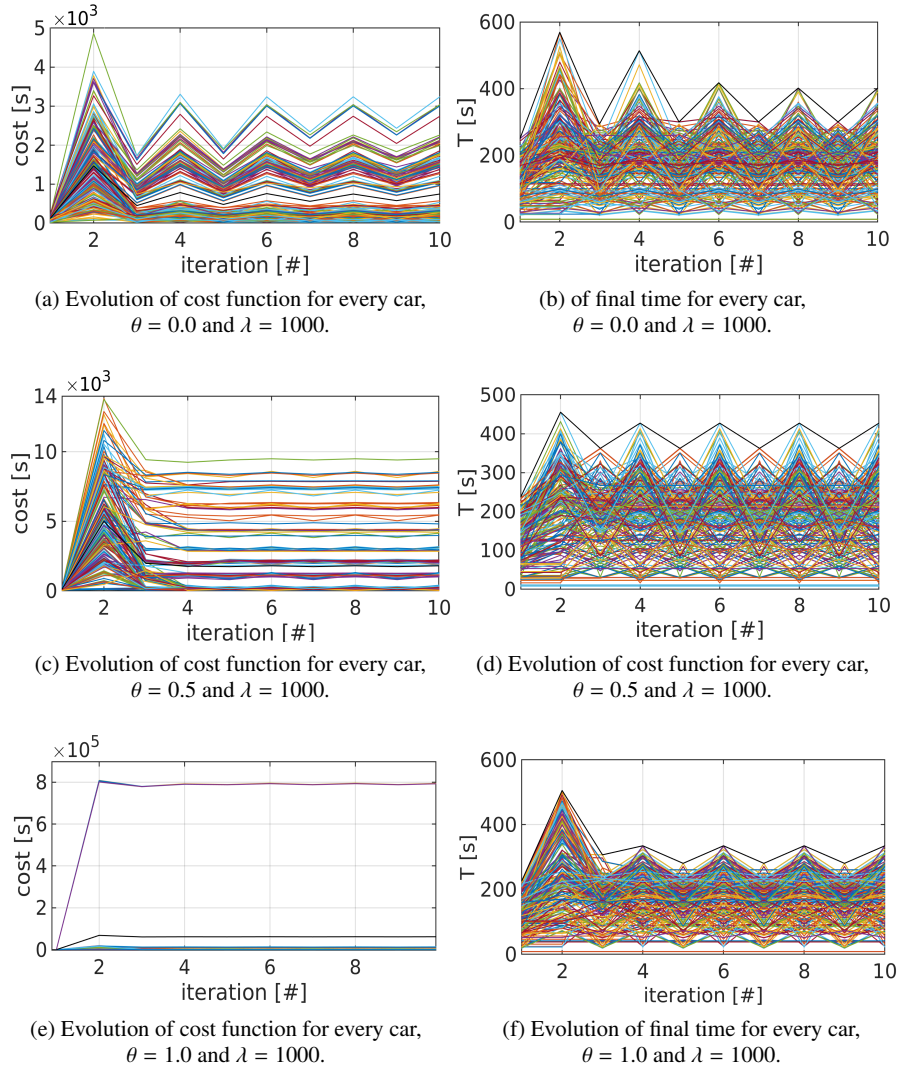 ×10³
5
4
3
2
1
0
cost [s]
2
4
6
8
10
iteration [#]
(a) Evolution of cost function for every car,
θ = 0.0 and λ = 1000.
600
400
200
0
T [s]
2
4
6
8
10
iteration [#]
(b) of final time for every car,
θ = 0.0 and λ = 1000.
×10³
14
10
5
0
cost [s]
2
4
6
8
10
iteration [#]
(c) Evolution of cost function for every car,
θ = 0.5 and λ = 1000.
500
400
300
200
100
0
T [s]
2
4
6
8
10
iteration [#]
(d) Evolution of cost function for every car,
θ = 0.5 and λ = 1000.
×10⁵
8
6
4
2
0
cost [s]
2
4
6
8
iteration [#]
(e) Evolution of cost function for every car,
θ = 1.0 and λ = 1000.
600
400
200
0
T [s]
2
4
6
8
10
iteration [#]
(f) Evolution of final time for every car,
θ = 1.0 and λ = 1000.